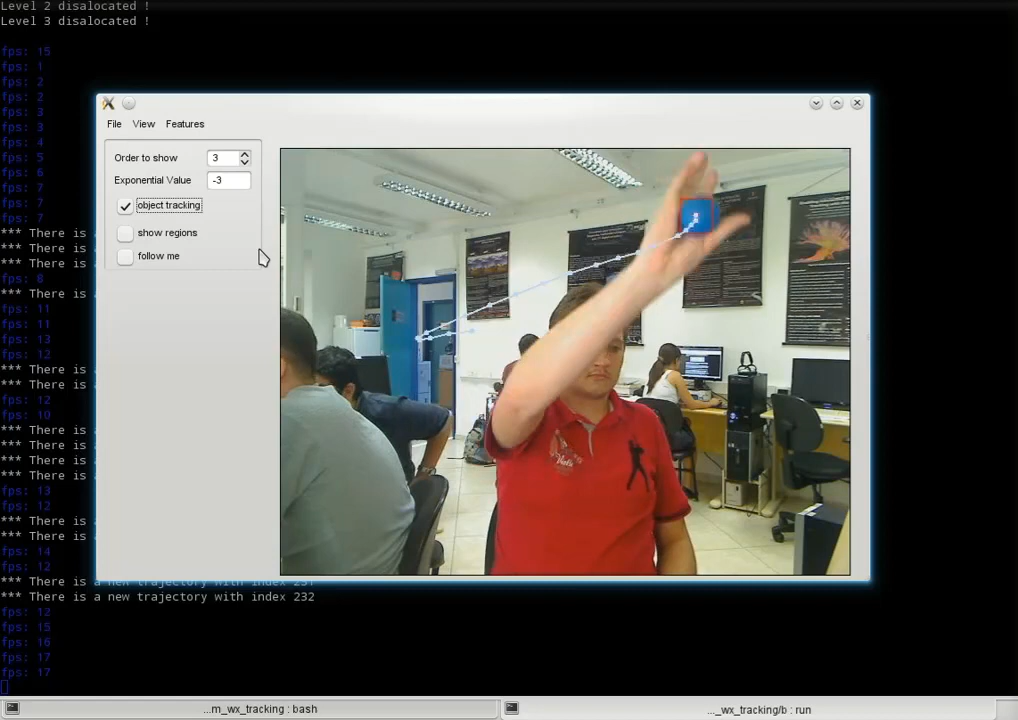 Level 2 disalocated !
Level 3 disalocated !
fps: 15
fps: 1
fps: 2
fps: 2
fps: 3
fps: 3
fps: 4
fps: 5
fps: 6
fps: 7
fps: 7
fps: 7
*** There is
*** There is
*** There is
fps: 8
*** There is
fps: 11
fps: 11
fps: 13
fps: 12
*** There is
*** There is
fps: 12
fps: 10
*** There is
*** There is
*** There is
*** There is
fps: 13
fps: 12
*** There is
*** There is
fps: 14
fps: 12
*** There is a new trajectory with index 231
*** There is a new trajectory with index 232
fps: 12
fps: 15
fps: 16
fps: 17
fps: 17
File View Features
Order to show 3
Exponential Value -3
object tracking
show regions
follow me
...m_wx_tracking : bash
..._wx_tracking/b : run